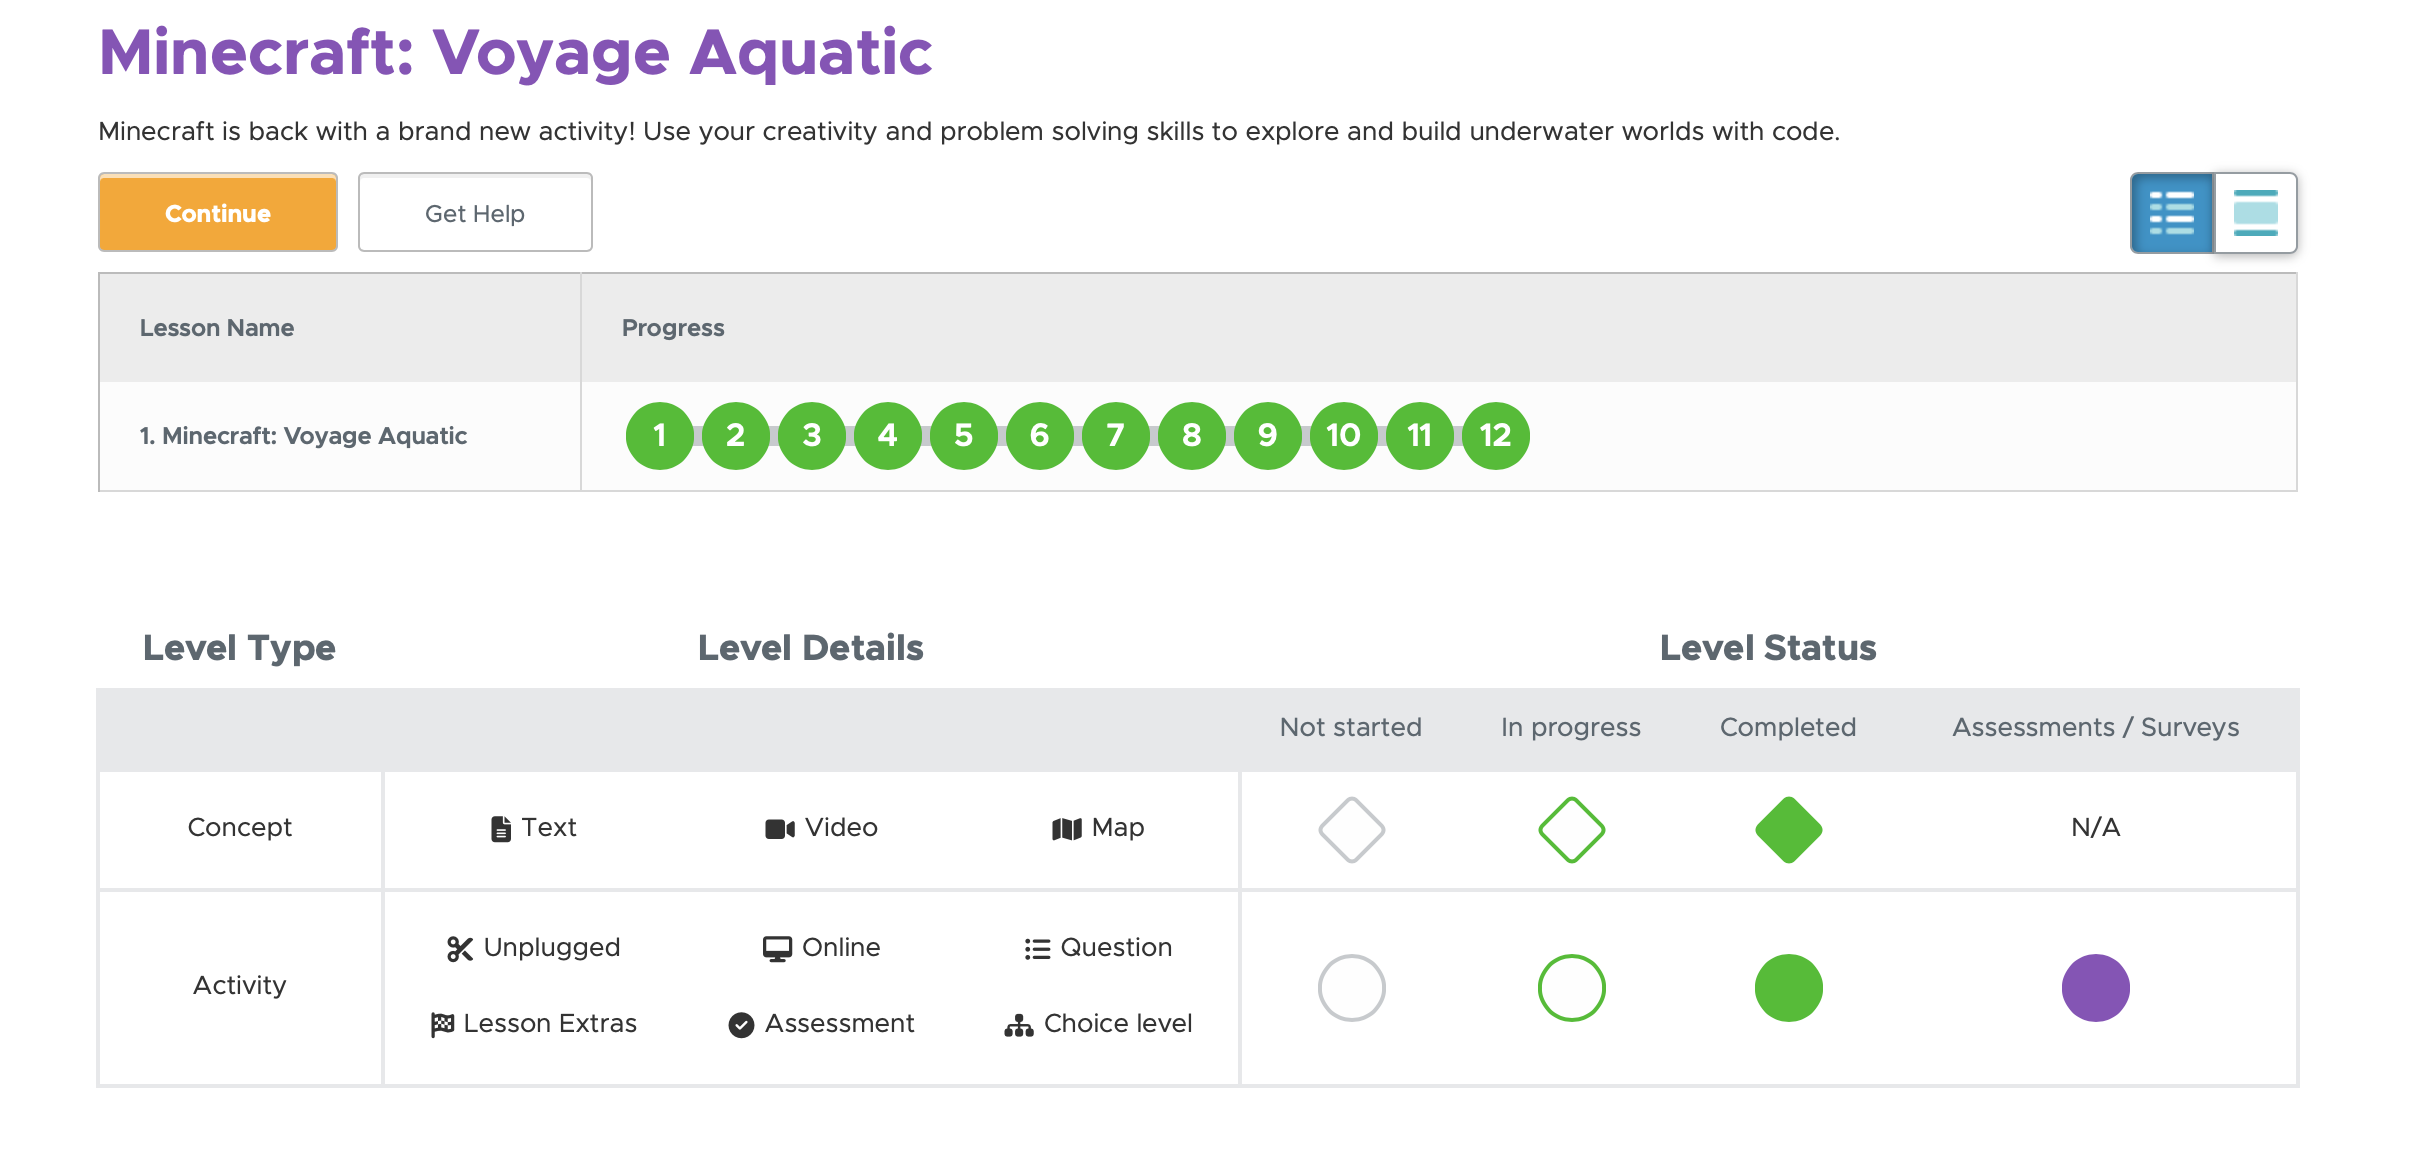 Minecraft: Voyage Aquatic
Minecraft is back with a brand new activity! Use your creativity and problem solving skills to explore and build underwater worlds with code.
Continue Get Help
Lesson Name Progress
1. Minecraft: Voyage Aquatic 1 2 3 4 5 6 7 8 9 10 11 12
Level Type Level Details Level Status
Not started In progress Completed Assessments / Surveys
Concept Text Video Map N/A
Unplugged Online Question
Activity
Lesson Extras Assessment Choice level